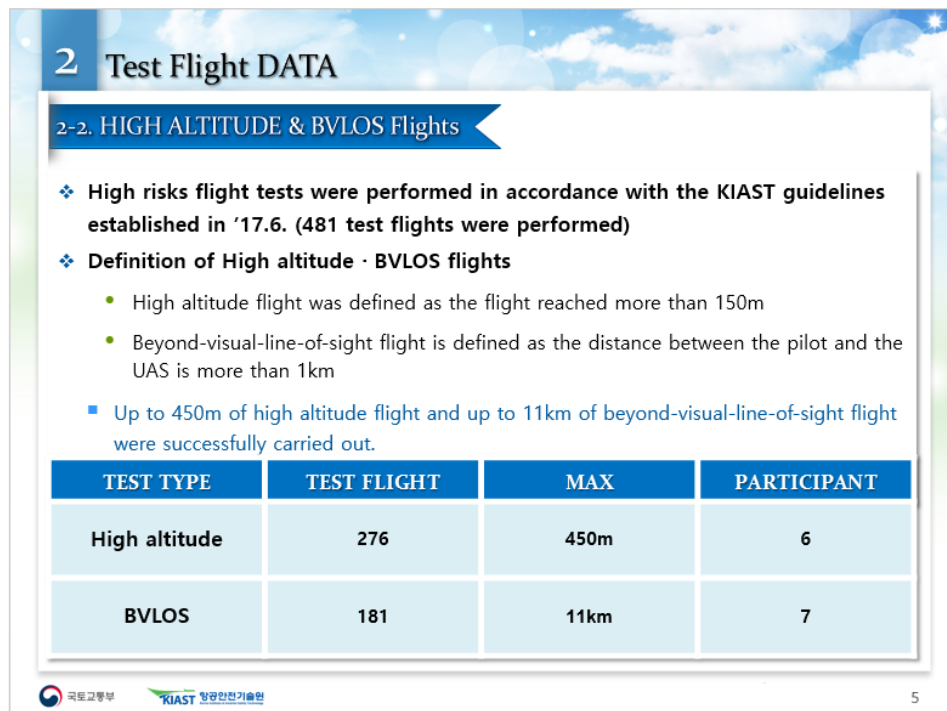 2 Test Flight DATA
2-2. HIGH ALTITUDE & BVLOS Flights
❖ High risks flight tests were performed in accordance with the KIAST guidelines
established in ’17.6. (481 test flights were performed)
❖ Definition of High altitude · BVLOS flights
• High altitude flight was defined as the flight reached more than 150m
• Beyond-visual-line-of-sight flight is defined as the distance between the pilot and the
UAS is more than 1km
▪ Up to 450m of high altitude flight and up to 11km of beyond-visual-line-of-sight flight
were successfully carried out.
TEST TYPE TEST FLIGHT MAX PARTICIPANT
High altitude 276 450m 6
BVLOS 181 11km 7
국토교통부 KIAST 항공안전기술원 5